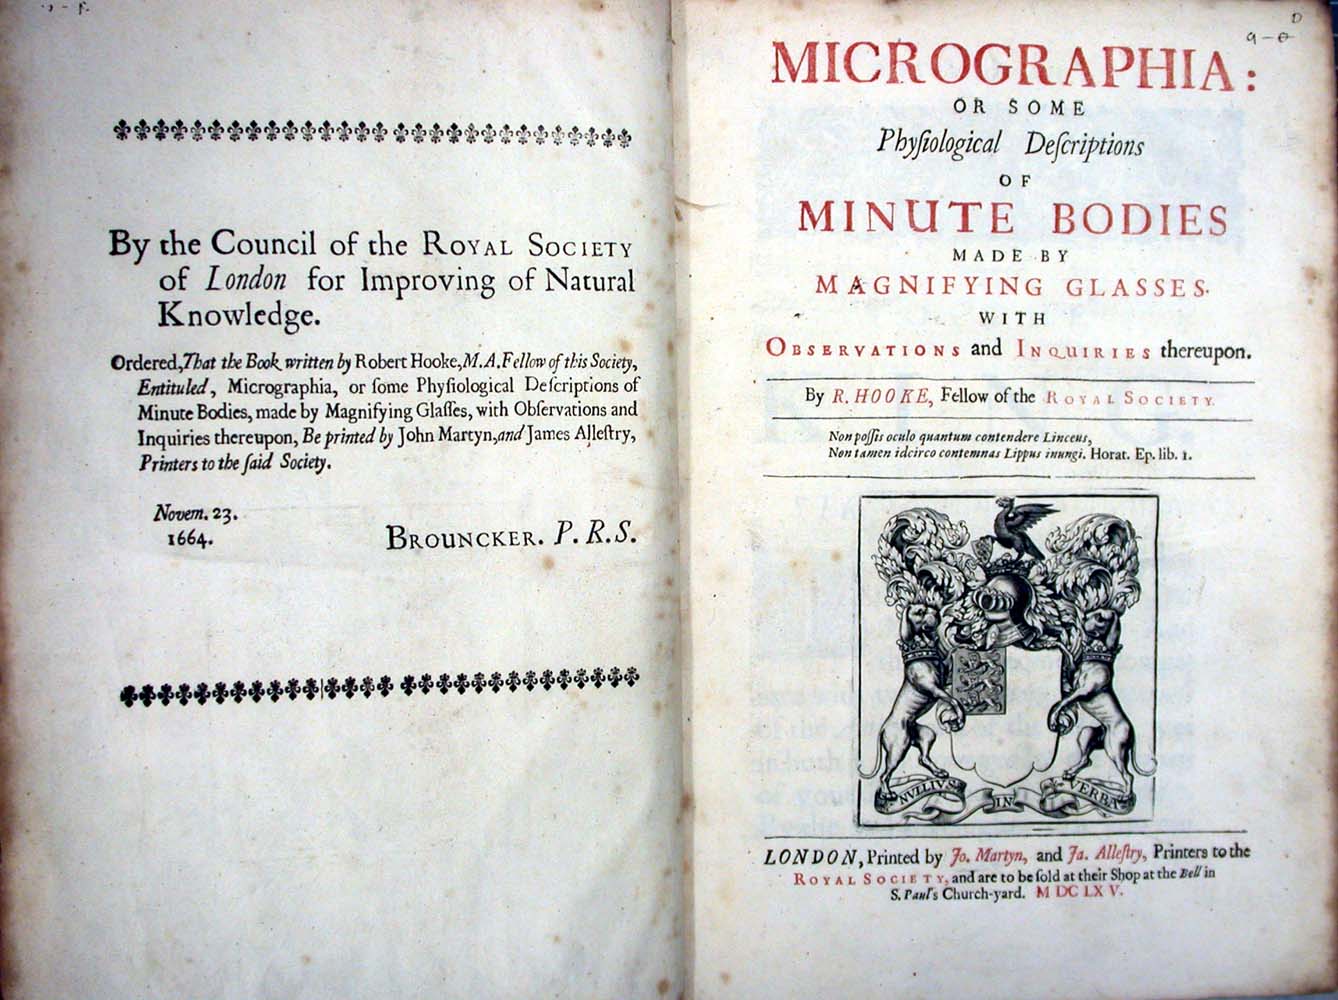 By the Council of the ROYAL SOCIETY
of London for Improving of Natural
Knowledge.
Ordered, That the Book written by Robert Hooke, M.A. Fellow of this Society,
Entituled, Micrographia, or ſome Phyſiological Deſcriptions of
Minute Bodies, made by Magnifying Glaſſes, with Obſervations and
Inquiries thereupon, Be printed by John Martyn, and James Alleſtry,
Printers to the ſaid Society.
Novem. 23.
1664.
BROUNCKER. P. R. S.
MICROGRAPHIA:
OR SOME
Phyſiological Deſcriptions
OF
MINUTE BODIES
MADE BY
MAGNIFYING GLASSES.
WITH
OBSERVATIONS and INQUIRIES thereupon.
By R. HOOKE, Fellow of the ROYAL SOCIETY.
Non poſſis oculo quantum contendere Linceus,
Non tamen idcirco contemnas Lippus inungi. Horat. Ep. lib. 1.
NVLLIVS IN VERBA
LONDON, Printed by Jo. Martyn, and Ja. Alleſtry, Printers to the
ROYAL SOCIETY, and are to be ſold at their Shop at the Bell in
S. Paul's Church-yard. M DC LX V.